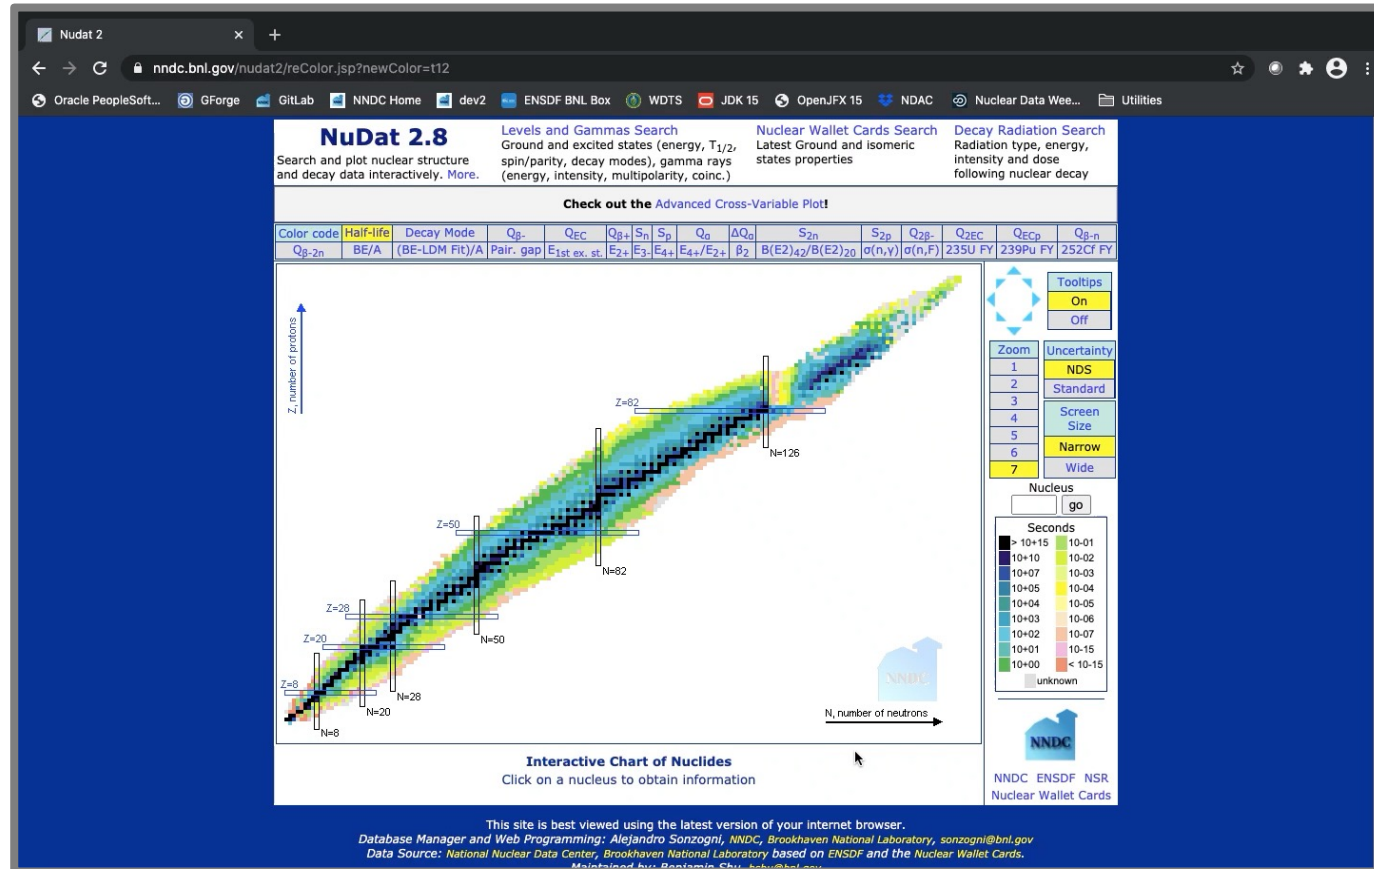 Nudat 2
nndc.bnl.gov/nudat2/reColor.jsp?newColor=t12
Oracle PeopleSoft... GForge GitLab NNDC Home dev2 ENSDF BNL Box WDTS JDK 15 OpenJFX 15 NDAC Nuclear Data Wee... Utilities
NuDat 2.8
Search and plot nuclear structure
and decay data interactively. More.
Levels and Gammas Search
Ground and excited states (energy, T1/2,
spin/parity, decay modes), gamma rays
(energy, intensity, multipolarity, coinc.)
Nuclear Wallet Cards Search
Latest Ground and isomeric
states properties
Decay Radiation Search
Radiation type, energy,
intensity and dose
following nuclear decay
Check out the Advanced Cross-Variable Plot!
Color code Half-life Decay Mode Qβ- QEC Qβ+ Sn Sp Qα ΔQα S2n S2p Q2β- Q2EC QECp Qβ-n
Qβ-2n BE/A (BE-LDM Fit)/A Pair. gap E1st ex. st. E2+ E3- E4+ E4+/E2+ β2 B(E2)42/B(E2)20 σ(n,γ) σ(n,F) 235U FY 239Pu FY 252Cf FY
Z, number of protons
Z=82
N=126
Z=50
N=82
Z=28
N=50
Z=20
N=28
Z=8
N=20
N=8
NNDC
N, number of neutrons
Tooltips
On
Off
Zoom
1
2
3
4
5
6
7
Uncertainty
NDS
Standard
Screen
Size
Narrow
Wide
Nucleus
go
Seconds
> 10+15 10-01
10+10 10-02
10+07 10-03
10+05 10-04
10+04 10-05
10+03 10-06
10+02 10-07
10+01 10-15
10+00 < 10-15
unknown
NNDC
NNDC ENSDF NSR
Nuclear Wallet Cards
Interactive Chart of Nuclides
Click on a nucleus to obtain information
This site is best viewed using the latest version of your internet browser.
Database Manager and Web Programming: Alejandro Sonzogni, NNDC, Brookhaven National Laboratory, sonzogni@bnl.gov
Data Source: National Nuclear Data Center, Brookhaven National Laboratory based on ENSDF and the Nuclear Wallet Cards.
Maintained by: Benjamin Shu, bshu@bnl.gov